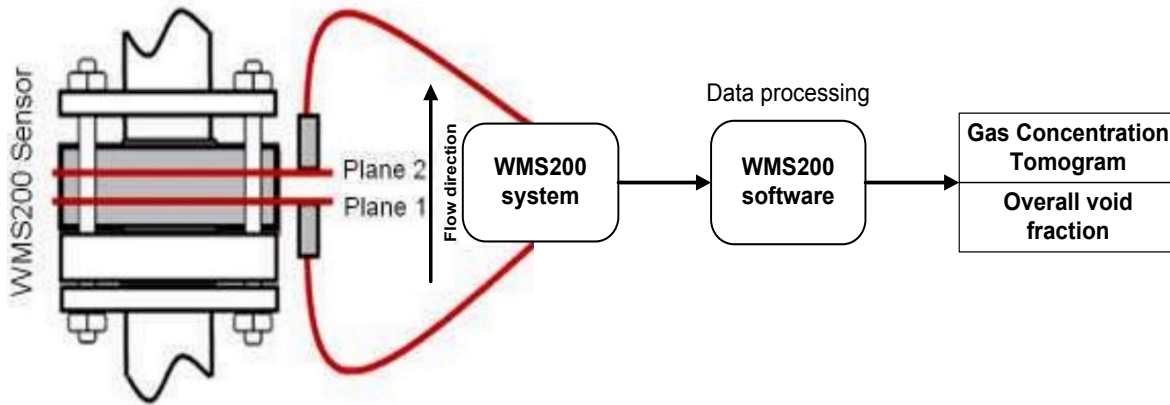 WMS200 Sensor
Plane 2
Plane 1
Flow direction
WMS200
system
Data processing
WMS200
software
Gas Concentration
Tomogram
Overall void
fraction